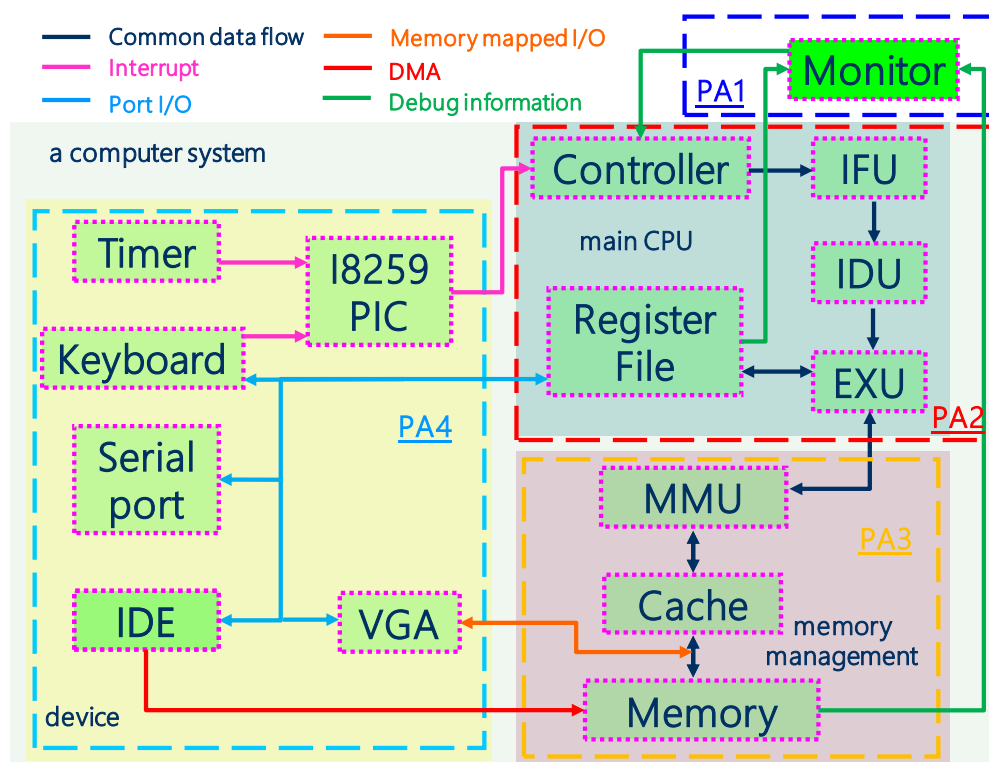 Common data flow
Memory mapped I/O
Interrupt
DMA
Port I/O
Debug information
PA1
Monitor
a computer system
Controller
IFU
main CPU
IDU
Register
File
EXU
PA2
Timer
I8259
PIC
Keyboard
PA4
Serial
port
IDE
VGA
device
MMU
PA3
Cache
memory
management
Memory